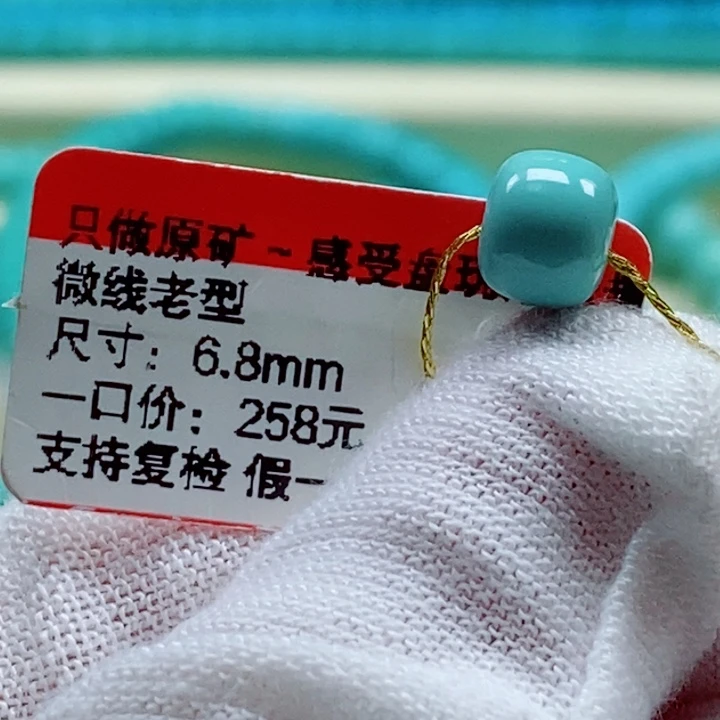 只做原矿~感受盘玩
微线老型
尺寸：6.8mm
一口价：258元
支持复检 假一